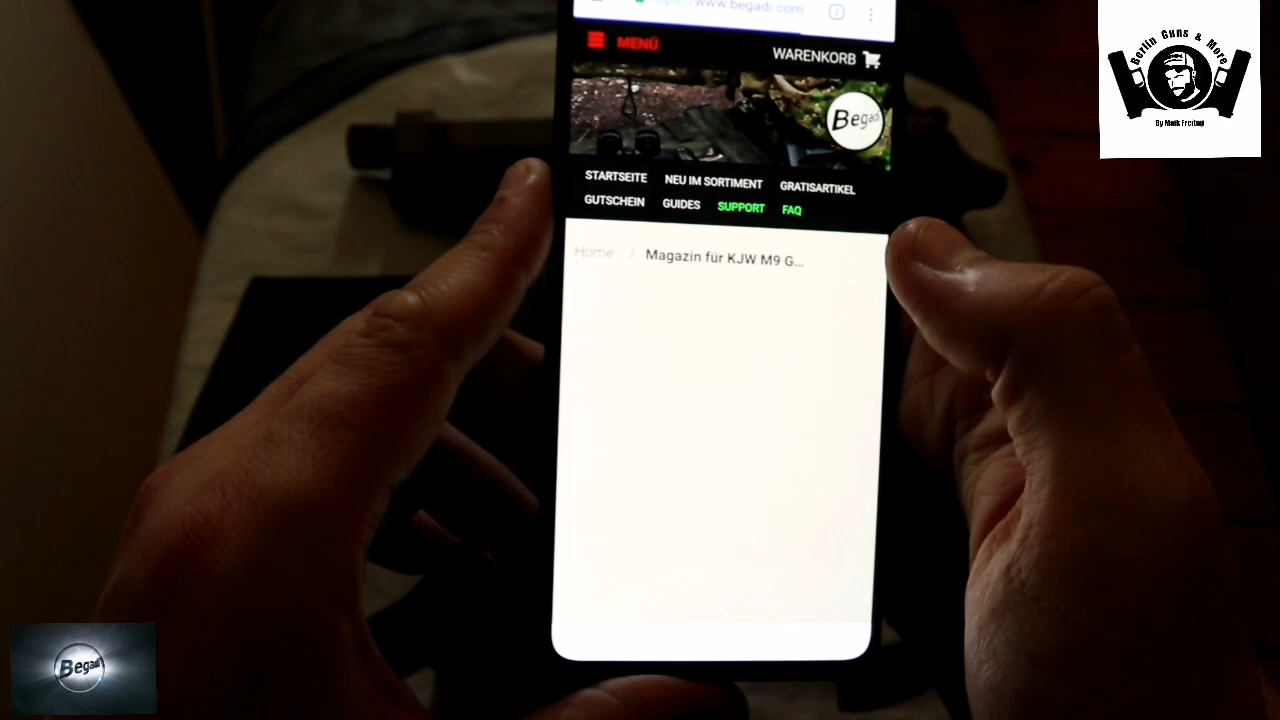 https://www.begadi.com
MENÜ
WARENKORB
Begadi
STARTSEITE NEU IM SORTIMENT GRATISARTIKEL
GUTSCHEIN GUIDES SUPPORT FAQ
Home / Magazin für KJW M9 G...
Berlin Guns & More
By Maik Freitag
Begadi